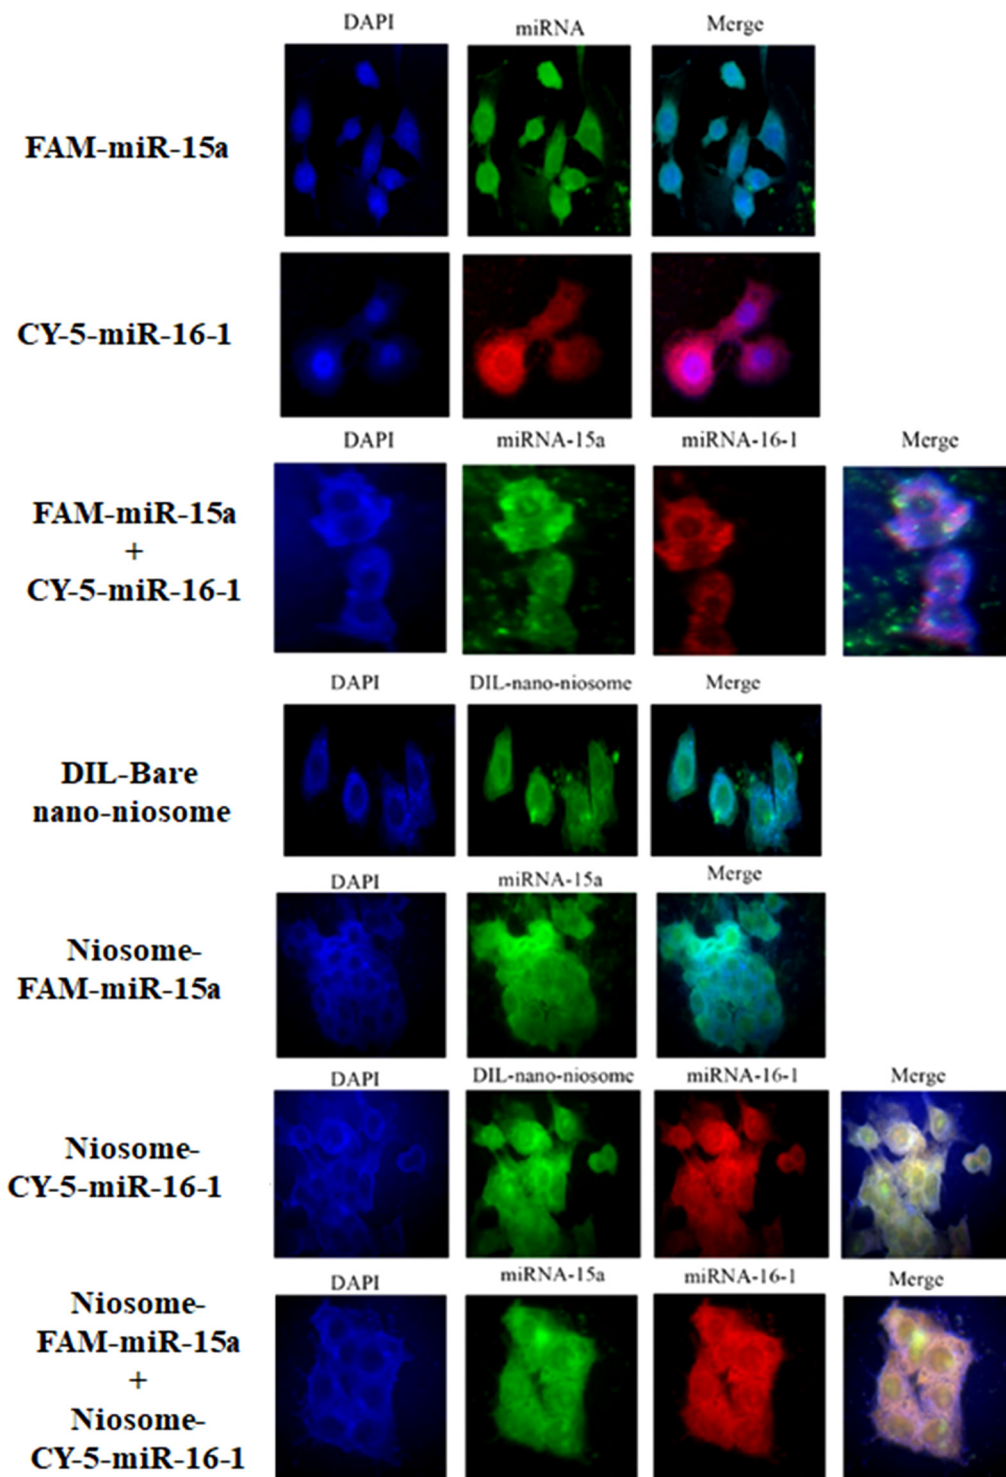 DAPI miRNA Merge
FAM-miR-15a
CY-5-miR-16-1
DAPI miRNA-15a miRNA-16-1 Merge
FAM-miR-15a
+
CY-5-miR-16-1
DAPI DIL-nano-niosome Merge
DIL-Bare
nano-niosome
DAPI miRNA-15a Merge
Niosome-
FAM-miR-15a
DAPI DIL-nano-niosome miRNA-16-1 Merge
Niosome-
CY-5-miR-16-1
DAPI miRNA-15a miRNA-16-1 Merge
Niosome-
FAM-miR-15a
+
Niosome-
CY-5-miR-16-1